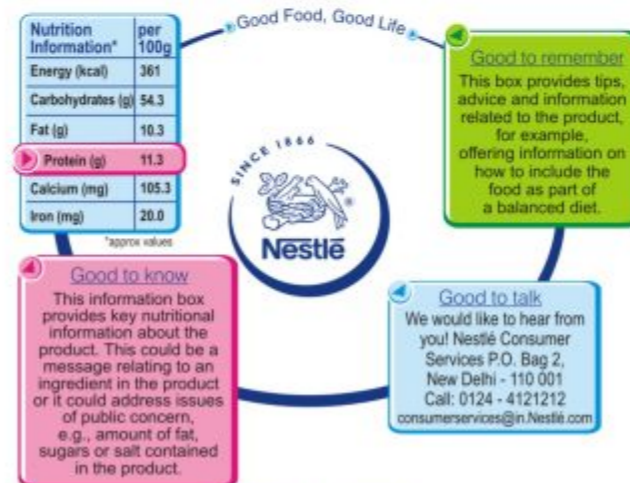 Good Food, Good Life
Nutrition Information* per 100g
Energy (kcal) 361
Carbohydrates (g) 54.3
Fat (g) 10.3
Protein (g) 11.3
Calcium (mg) 105.3
Iron (mg) 20.0
*approx values
Good to remember
This box provides tips,
advice and information
related to the product,
for example,
offering information on
how to include the
food as part of
a balanced diet.
SINCE 1866
®
Nestlé
Good to know
This information box
provides key nutritional
information about the
product. This could be a
message relating to an
ingredient in the product
or it could address issues
of public concern,
e.g., amount of fat,
sugars or salt contained
in the product.
Good to talk
We would like to hear from
you! Nestlé Consumer
Services P.O. Bag 2,
New Delhi - 110 001
Call: 0124 - 4121212
consumerservices@in.Nestlé.com